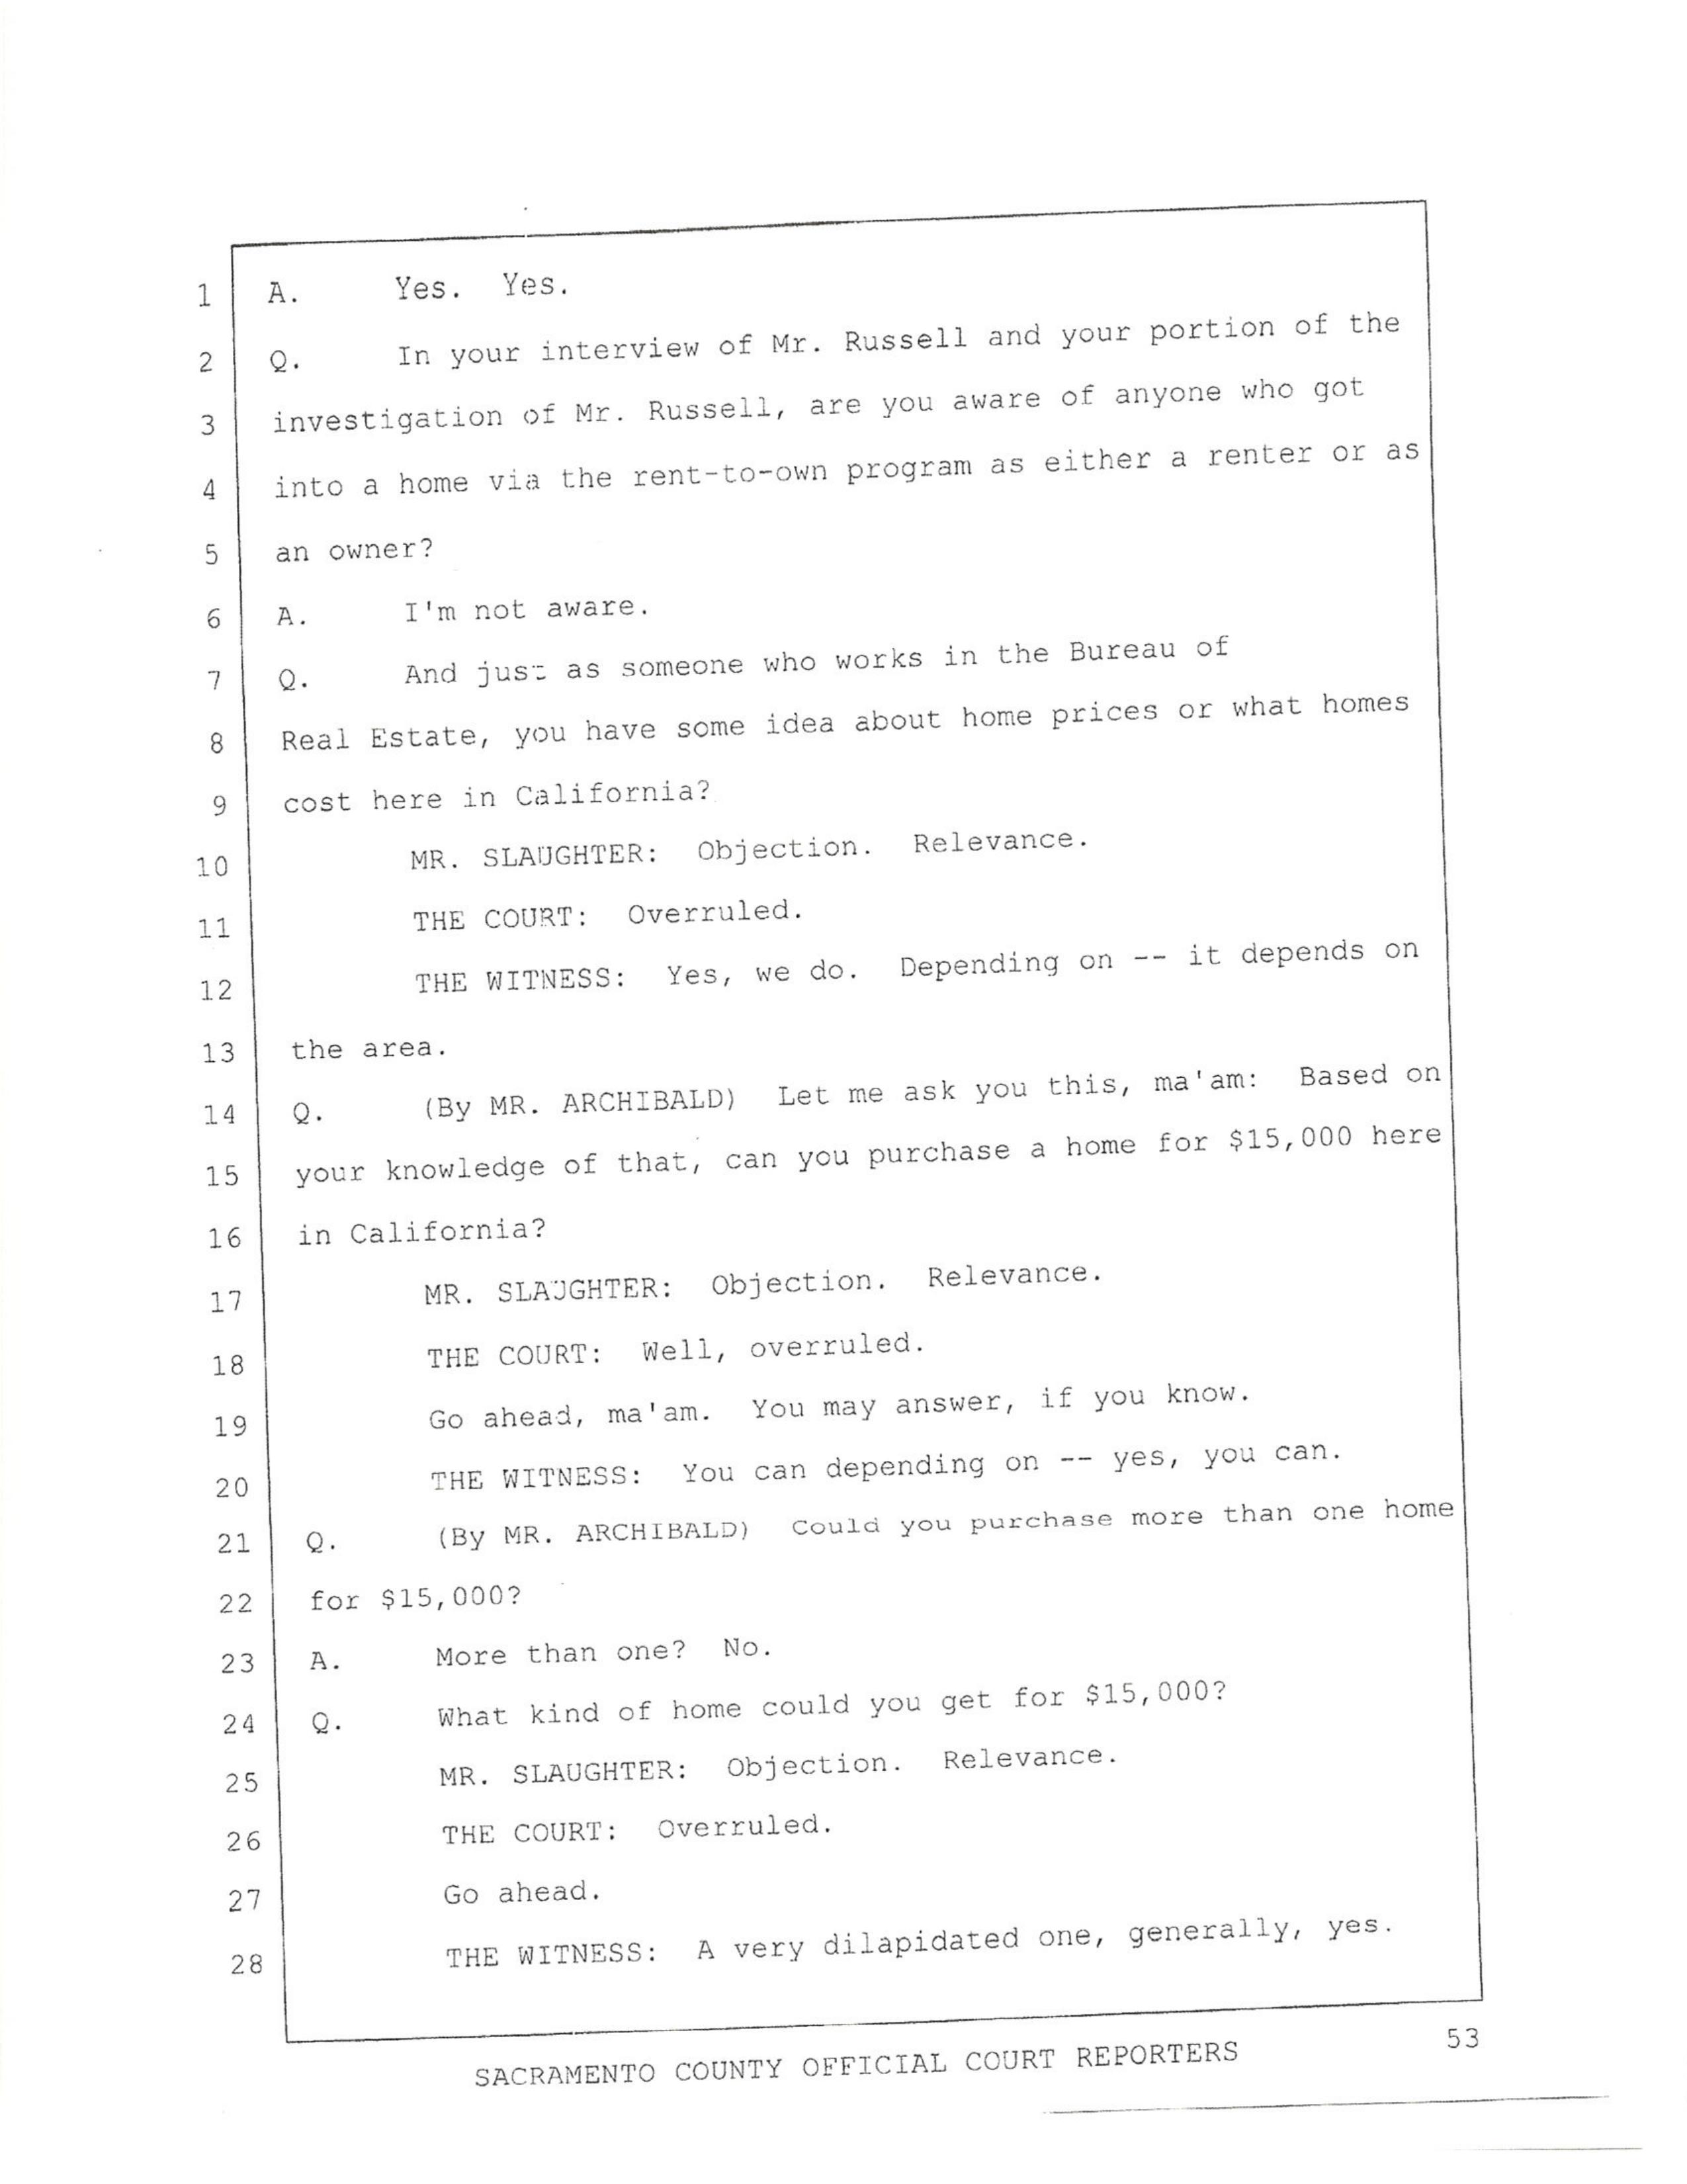 1 A. Yes. Yes.
2 Q. In your interview of Mr. Russell and your portion of the
3 investigation of Mr. Russell, are you aware of anyone who got
4 into a home via the rent-to-own program as either a renter or as
5 an owner?
6 A. I'm not aware.
7 Q. And just as someone who works in the Bureau of
8 Real Estate, you have some idea about home prices or what homes
9 cost here in California?
10 MR. SLAUGHTER: Objection. Relevance.
11 THE COURT: Overruled.
12 THE WITNESS: Yes, we do. Depending on -- it depends on
13 the area.
14 Q. (By MR. ARCHIBALD) Let me ask you this, ma'am: Based on
15 your knowledge of that, can you purchase a home for $15,000 here
16 in California?
17 MR. SLAUGHTER: Objection. Relevance.
18 THE COURT: Well, overruled.
19 Go ahead, ma'am. You may answer, if you know.
20 THE WITNESS: You can depending on -- yes, you can.
21 Q. (By MR. ARCHIBALD) Could you purchase more than one home
22 for $15,000?
23 A. More than one? No.
24 Q. What kind of home could you get for $15,000?
25 MR. SLAUGHTER: Objection. Relevance.
26 THE COURT: Overruled.
27 Go ahead.
28 THE WITNESS: A very dilapidated one, generally, yes.
SACRAMENTO COUNTY OFFICIAL COURT REPORTERS 53